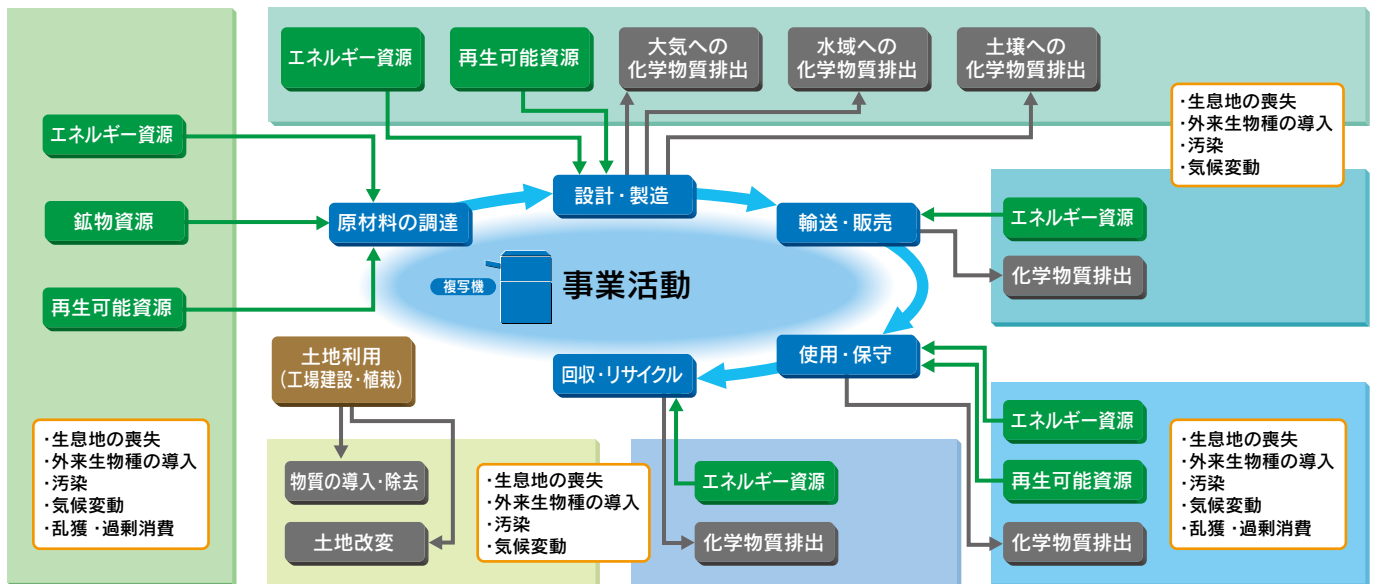 エネルギー資源
鉱物資源
再生可能資源
・生息地の喪失
・外来生物種の導入
・汚染
・気候変動
・乱獲・過剰消費
エネルギー資源
再生可能資源
大気への
化学物質排出
水域への
化学物質排出
土壌への
化学物質排出
・生息地の喪失
・外来生物種の導入
・汚染
・気候変動
原材料の調達
設計・製造
輸送・販売
エネルギー資源
化学物質排出
複写機
事業活動
使用・保守
回収・リサイクル
土地利用
（工場建設・植栽）
物質の導入・除去
土地改変
・生息地の喪失
・外来生物種の導入
・汚染
・気候変動
エネルギー資源
化学物質排出
エネルギー資源
再生可能資源
化学物質排出
・生息地の喪失
・外来生物種の導入
・汚染
・気候変動
・乱獲・過剰消費